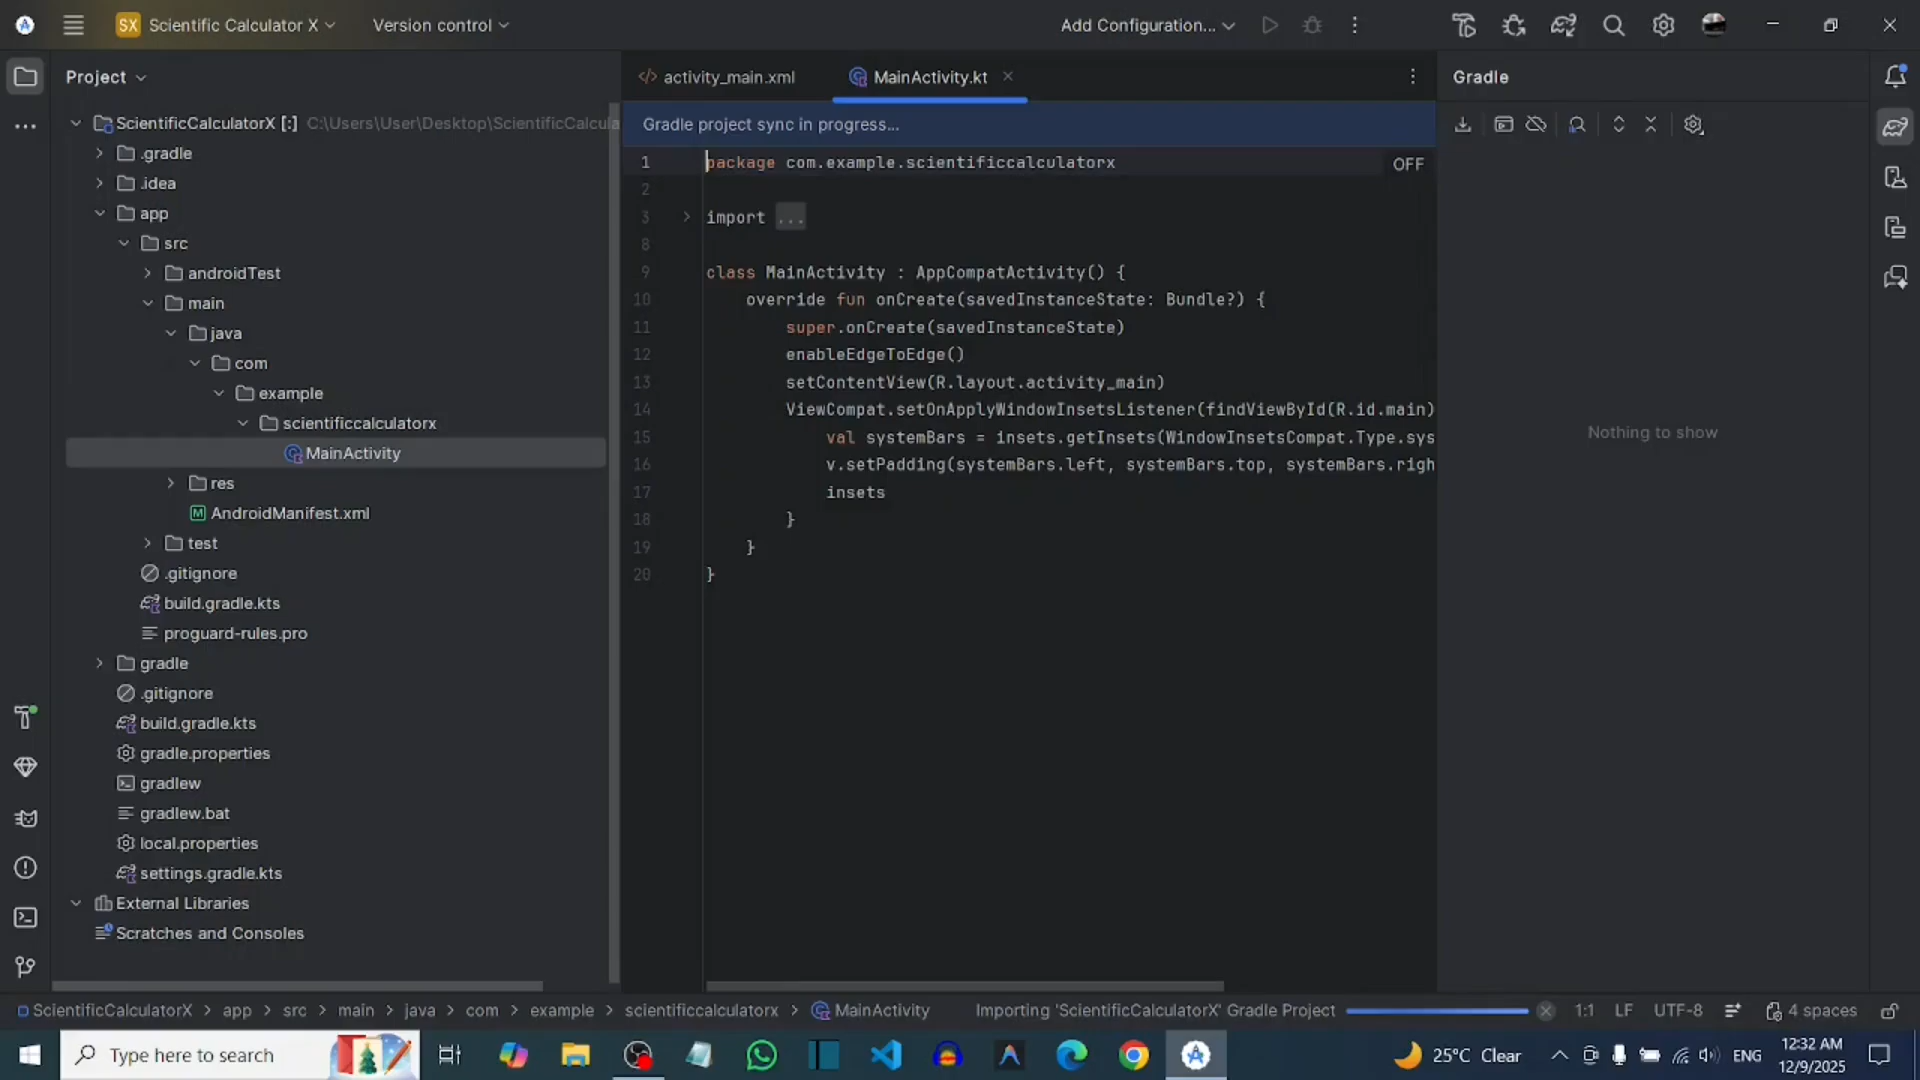 SX Scientific Calculator X
Version control
Add Configuration...
Project
ScientificCalculatorX [:] C:\Users\User\Desktop\ScientificCalcula
.gradle
.idea
app
src
androidTest
main
java
com
example
scientificcalculatorx
MainActivity
res
AndroidManifest.xml
test
.gitignore
build.gradle.kts
proguard-rules.pro
gradle
.gitignore
build.gradle.kts
gradle.properties
gradlew
gradlew.bat
local.properties
settings.gradle.kts
External Libraries
Scratches and Consoles
activity_main.xml
MainActivity.kt
Gradle project sync in progress...
1 package com.example.scientificcalculatorx
OFF
2
3 import ...
8
9 class MainActivity : AppCompatActivity() {
10 override fun onCreate(savedInstanceState: Bundle?) {
11 super.onCreate(savedInstanceState)
12 enableEdgeToEdge()
13 setContentView(R.layout.activity_main)
14 ViewCompat.setOnApplyWindowInsetsListener(findViewById(R.id.main)
15 val systemBars = insets.getInsets(WindowInsetsCompat.Type.sys
16 v.setPadding(systemBars.left, systemBars.top, systemBars.righ
17 insets
18 }
19 }
20 }
Gradle
Nothing to show
ScientificCalculatorX > app > src > main > java > com > example > scientificcalculatorx > MainActivity
Importing 'ScientificCalculatorX' Gradle Project
1:1 LF UTF-8 4 spaces
Type here to search
25°C Clear
ENG
12:32 AM
12/9/2025